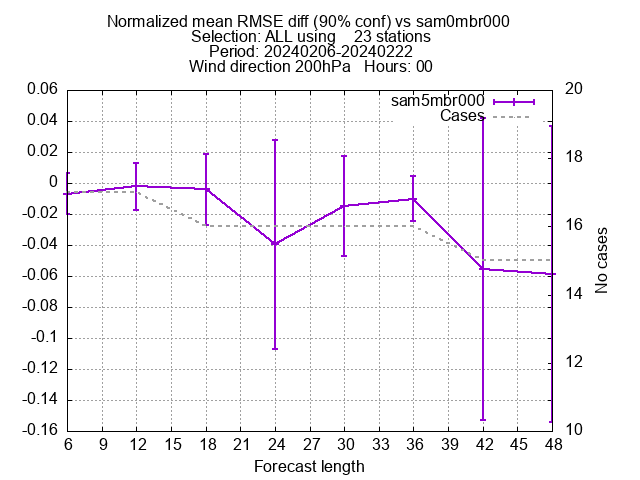 Normalized mean RMSE diff (90% conf) vs sam0mbr000
Selection: ALL using    23 stations
Period: 20240206-20240222
Wind direction 200hPa   Hours: 00
sam5mbr000
Cases
0.06
0.04
0.02
0
-0.02
-0.04
-0.06
-0.08
-0.1
-0.12
-0.14
-0.16
20
18
16
14
12
10
No cases
6 9 12 15 18 21 24 27 30 33 36 39 42 45 48
Forecast length